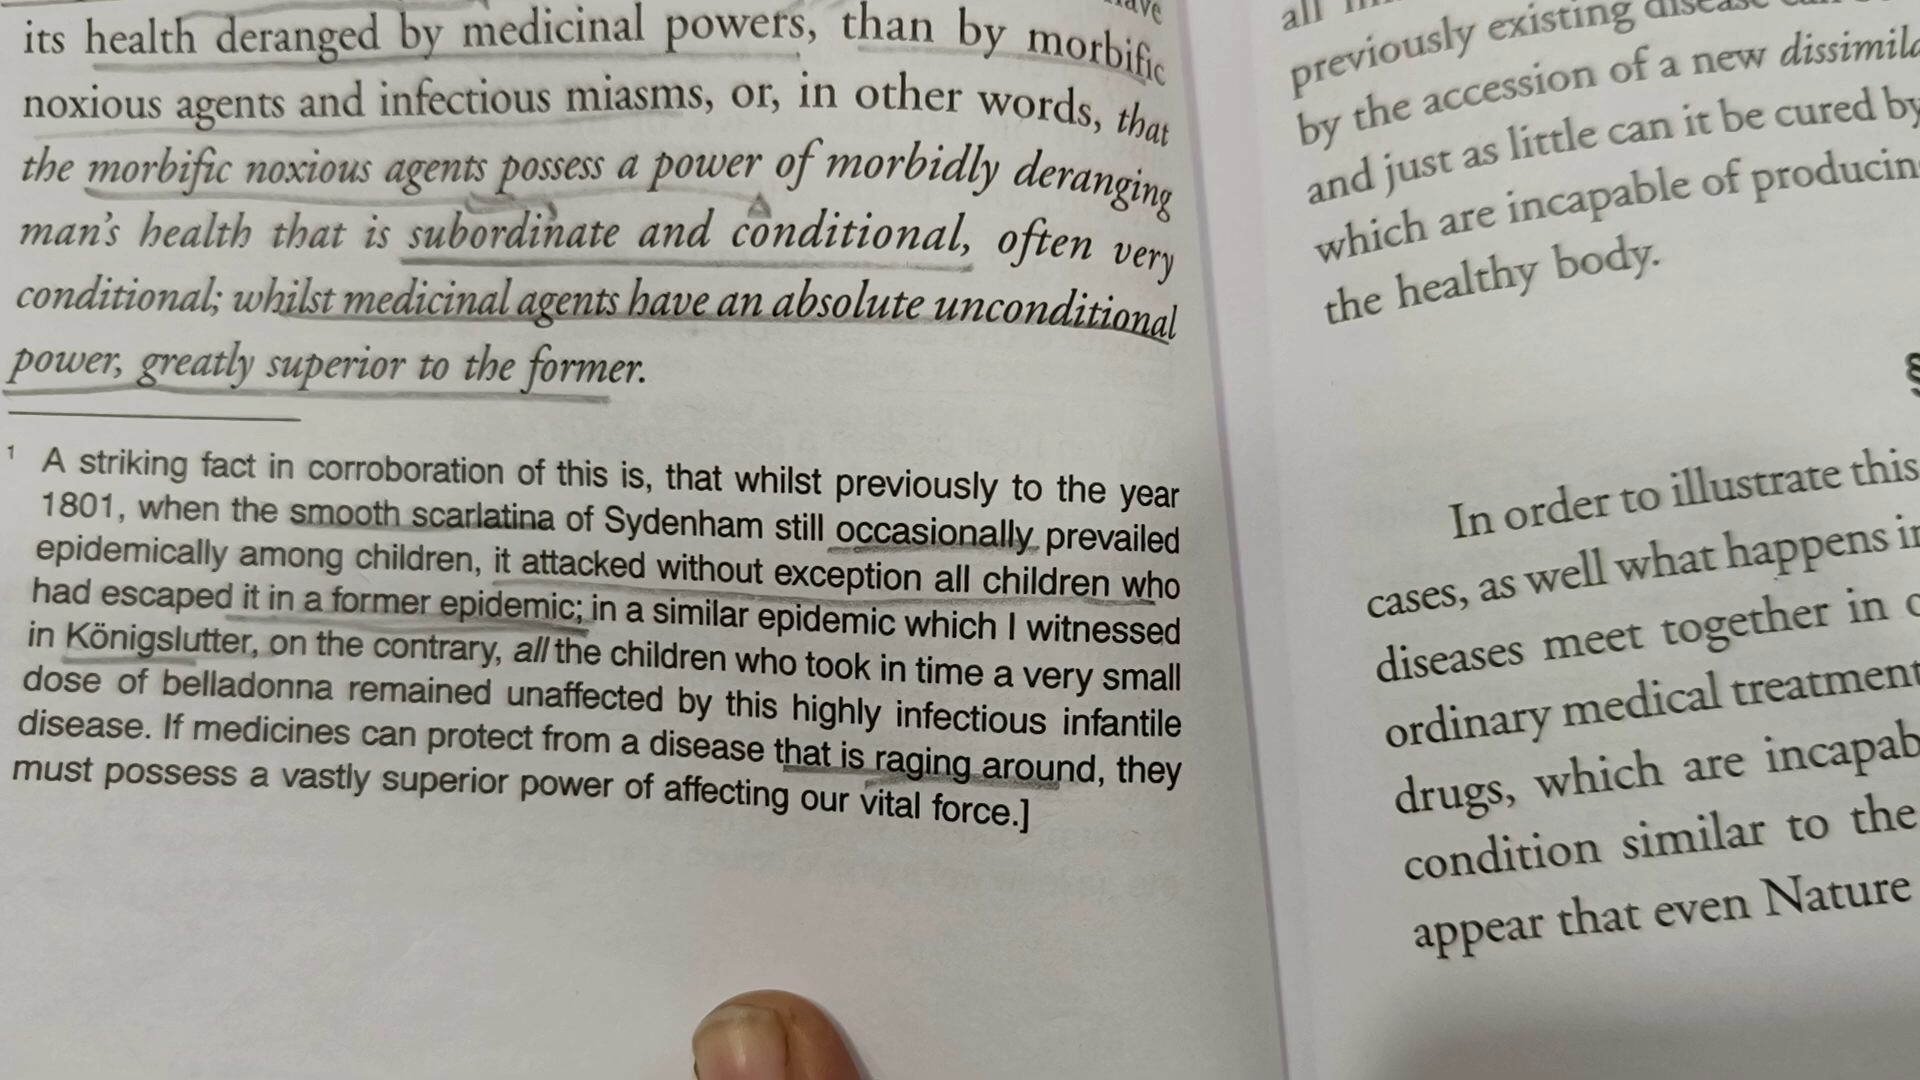 its health deranged by medicinal powers, than by morbific
noxious agents and infectious miasms, or, in other words, that
the morbific noxious agents possess a power of morbidly deranging
man's health that is subordinate and conditional, often very
conditional; whilst medicinal agents have an absolute unconditional
power, greatly superior to the former.
1 A striking fact in corroboration of this is, that whilst previously to the year
1801, when the smooth scarlatina of Sydenham still occasionally prevailed
epidemically among children, it attacked without exception all children who
had escaped it in a former epidemic; in a similar epidemic which I witnessed
in Königslutter, on the contrary, all the children who took in time a very small
dose of belladonna remained unaffected by this highly infectious infantile
disease. If medicines can protect from a disease that is raging around, they
must possess a vastly superior power of affecting our vital force.]
all
previously existing
by the accession of a new
and just as little can it be cured by
which are incapable of
the healthy body.
§
In order to illustrate this
cases, as well what happens
diseases meet together in
ordinary medical treatment
drugs, which are
condition similar to the
appear that even Nature